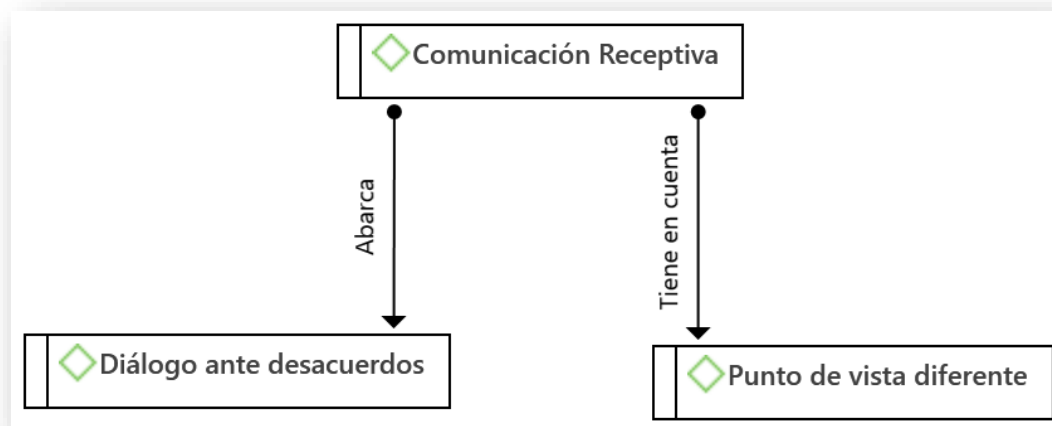 Comunicación Receptiva
Abarca
Tiene en cuenta
Diálogo ante desacuerdos
Punto de vista diferente